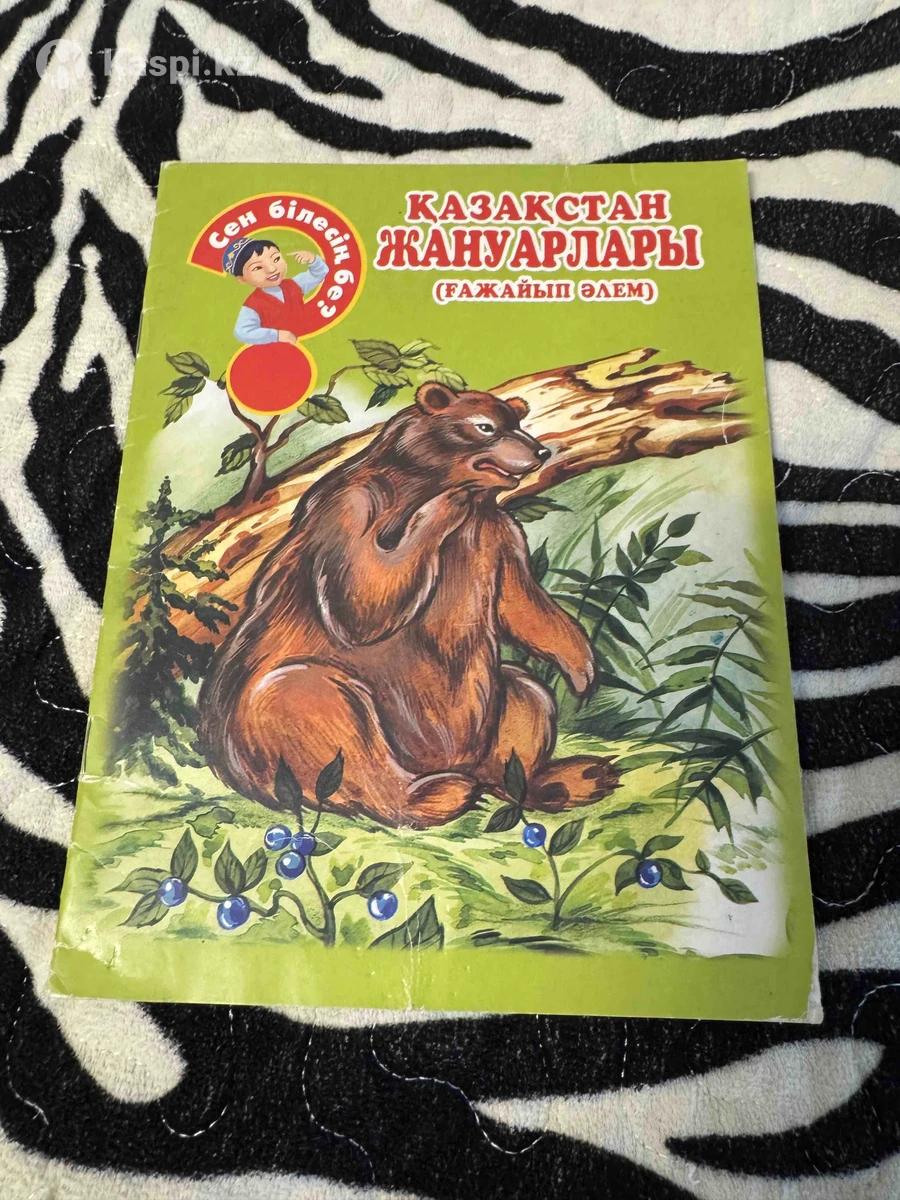 Kaspi.kz
Сен білесің бе?
ҚАЗАҚСТАН
ЖАНУАРЛАРЫ
(ҒАЖАЙЫП ӘЛЕМ)